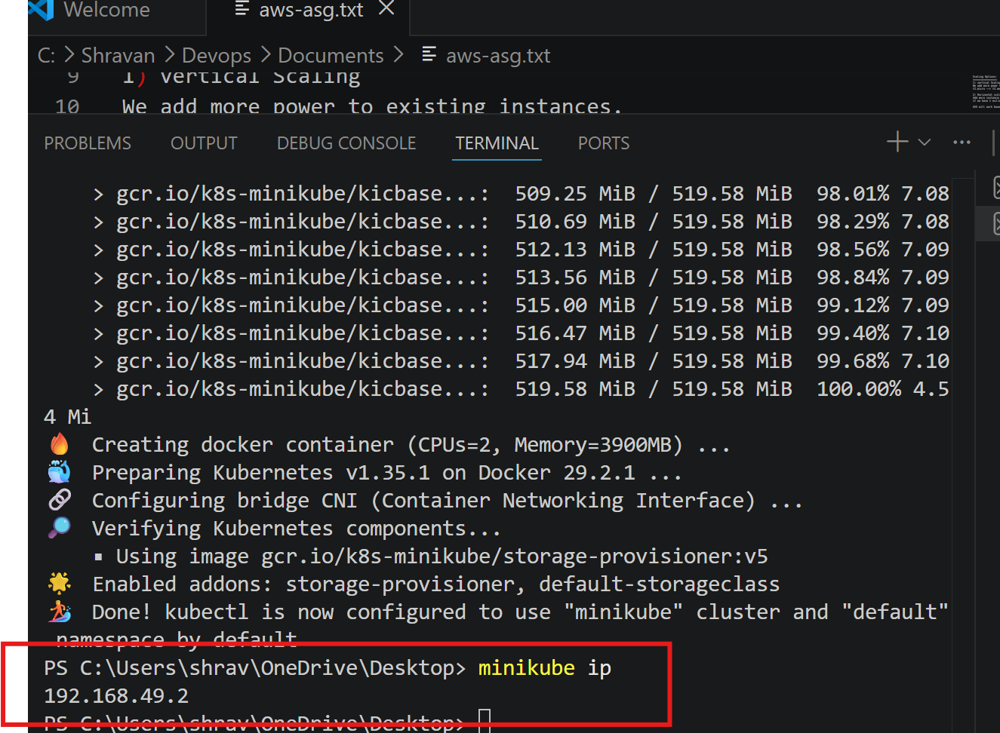 Welcome
aws-asg.txt
C: > Shravan > Devops > Documents > aws-asg.txt
9 1) Vertical Scaling
10 We add more power to existing instances.
PROBLEMS OUTPUT DEBUG CONSOLE TERMINAL PORTS
> gcr.io/k8s-minikube/kicbase...: 509.25 MiB / 519.58 MiB 98.01% 7.08
> gcr.io/k8s-minikube/kicbase...: 510.69 MiB / 519.58 MiB 98.29% 7.08
> gcr.io/k8s-minikube/kicbase...: 512.13 MiB / 519.58 MiB 98.56% 7.09
> gcr.io/k8s-minikube/kicbase...: 513.56 MiB / 519.58 MiB 98.84% 7.09
> gcr.io/k8s-minikube/kicbase...: 515.00 MiB / 519.58 MiB 99.12% 7.09
> gcr.io/k8s-minikube/kicbase...: 516.47 MiB / 519.58 MiB 99.40% 7.10
> gcr.io/k8s-minikube/kicbase...: 517.94 MiB / 519.58 MiB 99.68% 7.10
> gcr.io/k8s-minikube/kicbase...: 519.58 MiB / 519.58 MiB 100.00% 4.5
4 Mi
🔥 Creating docker container (CPUs=2, Memory=3900MB) ...
🐳 Preparing Kubernetes v1.35.1 on Docker 29.2.1 ...
🔗 Configuring bridge CNI (Container Networking Interface) ...
🔎 Verifying Kubernetes components...
▪ Using image gcr.io/k8s-minikube/storage-provisioner:v5
🌟 Enabled addons: storage-provisioner, default-storageclass
🏄 Done! kubectl is now configured to use "minikube" cluster and "default"
namespace by default
PS C:\Users\shrav\OneDrive\Desktop> minikube ip
192.168.49.2
PS C:\Users\shrav\OneDrive\Desktop>